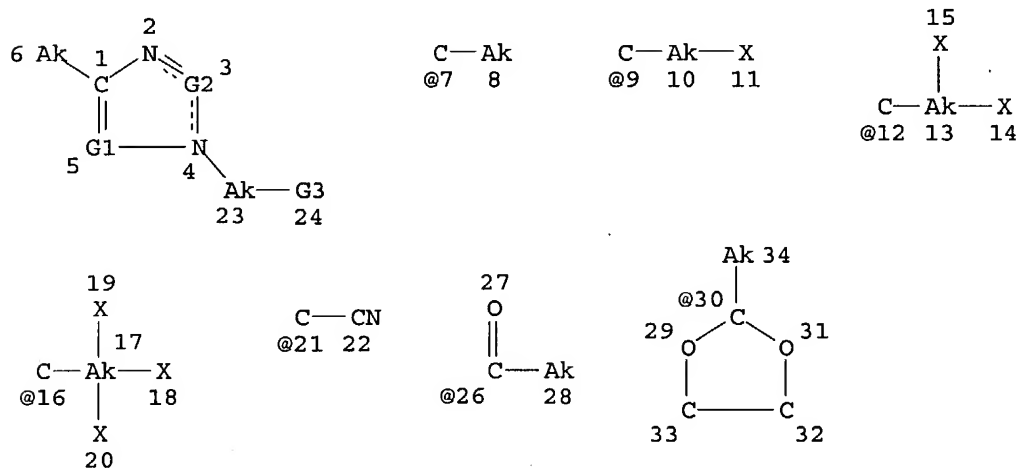 15
X
6 Ak 1 2 N G2 3
C
C Ak
@7 8
C Ak X
@9 10 11
C Ak X
@12 13 14
5 G1 N 4
Ak G3
23 24
19
X
17
C Ak X
@16 18
X
20
C CN
@21 22
27
O
C Ak
@26 28
Ak 34
@30 C
29 O O 31
C C
33 32